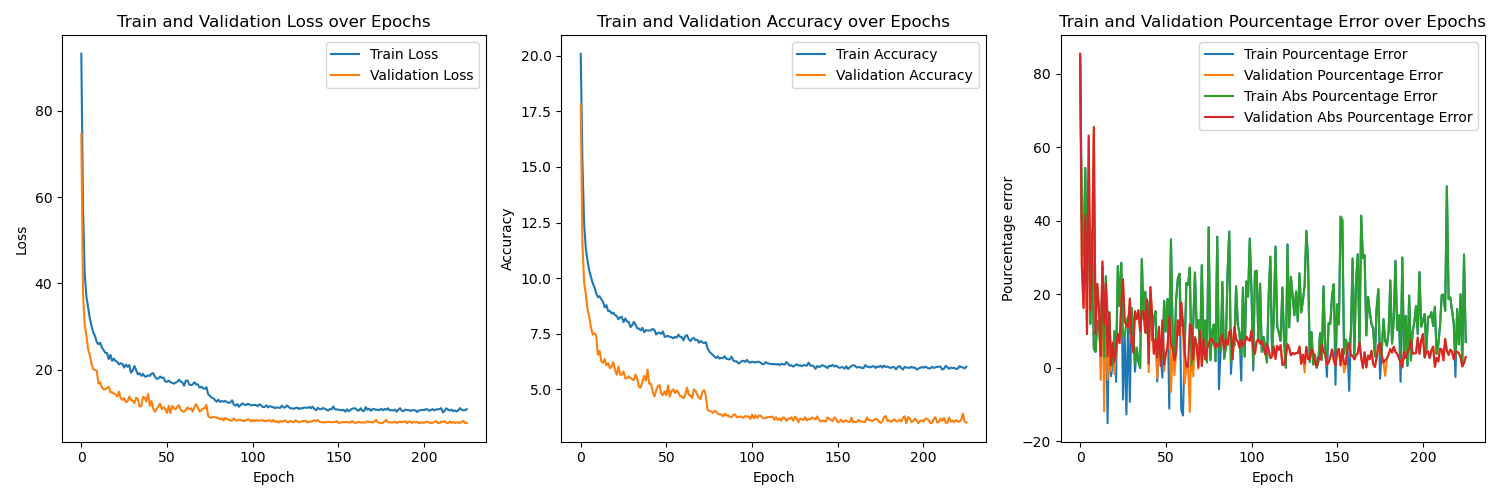 Train and Validation Loss over Epochs
Train Loss
Validation Loss
80
60
40
20
Loss
0
50
100
150
200
Epoch
Train and Validation Accuracy over Epochs
Train Accuracy
Validation Accuracy
20.0
17.5
15.0
12.5
10.0
7.5
5.0
Accuracy
0
50
100
150
200
Epoch
Train and Validation Pourcentage Error over Epochs
Train Pourcentage Error
Validation Pourcentage Error
Train Abs Pourcentage Error
Validation Abs Pourcentage Error
80
60
40
20
0
−20
Pourcentage error
0
50
100
150
200
Epoch